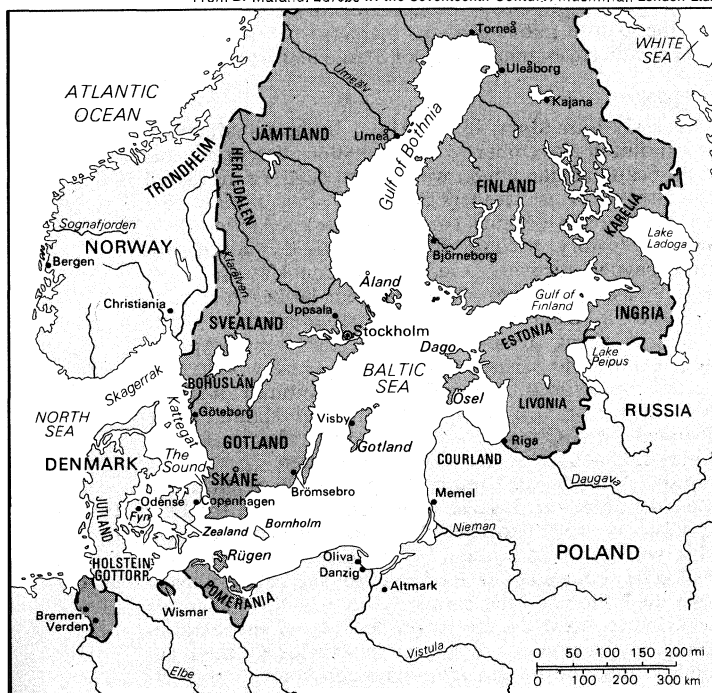 Torneå
WHITE
SEA
Uleåborg
ATLANTIC
OCEAN
Umeälv
Kajana
JÄMTLAND
Umeå
Gulf of Bothnia
TRONDHEIM
HERJEDALEN
FINLAND
KARELIA
Sognafjorden
NORWAY
Bergen
Klarälven
Björneborg
Lake
Ladoga
Åland
Christiania
Uppsala
Gulf of
Finland
SVEALAND
Stockholm
INGRIA
ESTONIA
Dago
Skagerrak
BOHUSLÄN
BALTIC
SEA
Lake
Peipus
Ösel
LIVONIA
NORTH
SEA
Kattegat
Göteborg
Visby
RUSSIA
GOTLAND
Gotland
Riga
DENMARK
The
Sound
COURLAND
SKÅNE
Brömsebro
Daugava
JUTLAND
Odense
Copenhagen
Memel
Fyn
Zealand
Bornholm
Nieman
HOLSTEIN
GOTTORP
Rügen
Oliva
Danzig
POLAND
POMERANIA
Altmark
Bremen
Verden
Wismar
Elbe
Vistula
0 50 100 150 200 mi
0 100 200 300 km